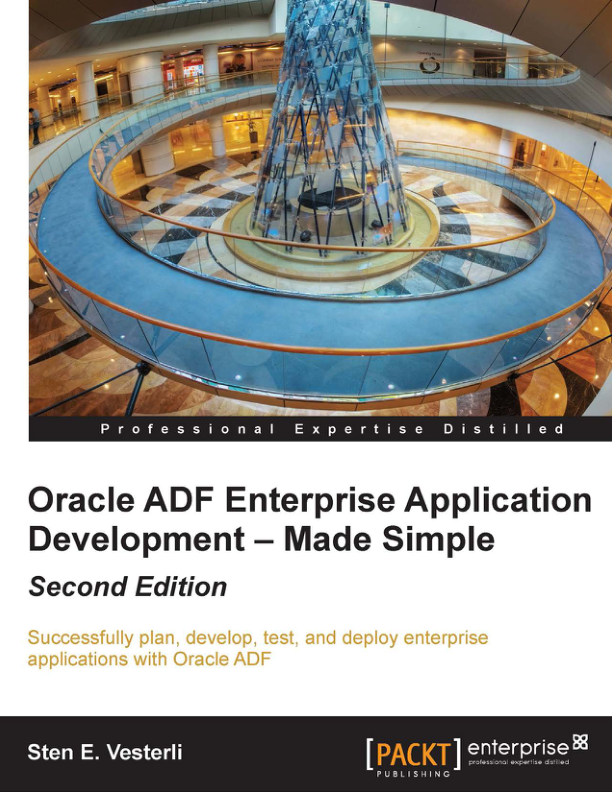 Professional Expertise Distilled
Oracle ADF Enterprise Application
Development – Made Simple
Second Edition
Successfully plan, develop, test, and deploy enterprise
applications with Oracle ADF
Sten E. Vesterli
[PACKT] enterprise
PUBLISHING professional expertise distilled